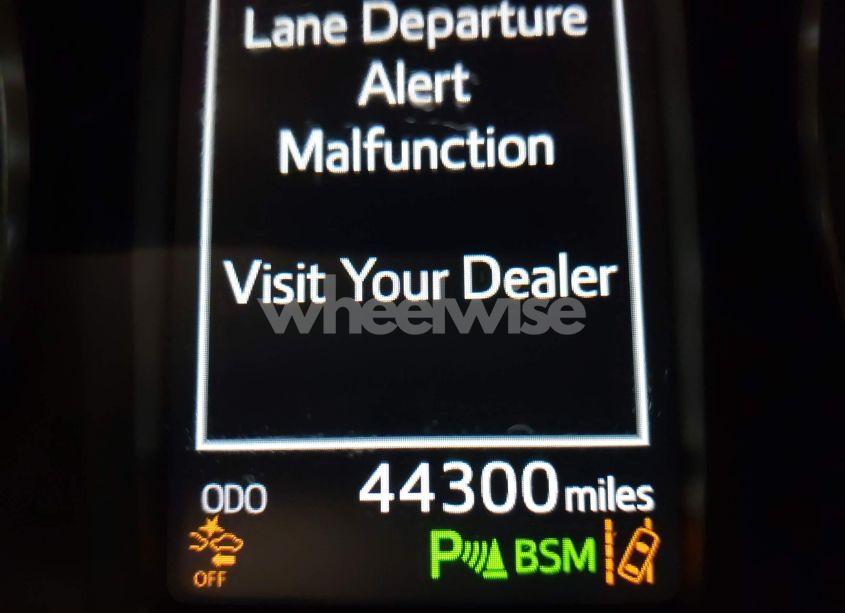 Lane Departure
Alert
Malfunction
Visit Your Dealer
wheelwise
ODO 44300 miles
OFF P BSM